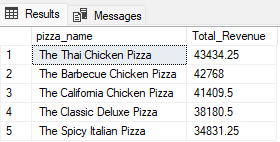 Results Messages
pizza_name Total_Revenue
1 The Thai Chicken Pizza 43434.25
2 The Barbecue Chicken Pizza 42768
3 The California Chicken Pizza 41409.5
4 The Classic Deluxe Pizza 38180.5
5 The Spicy Italian Pizza 34831.25